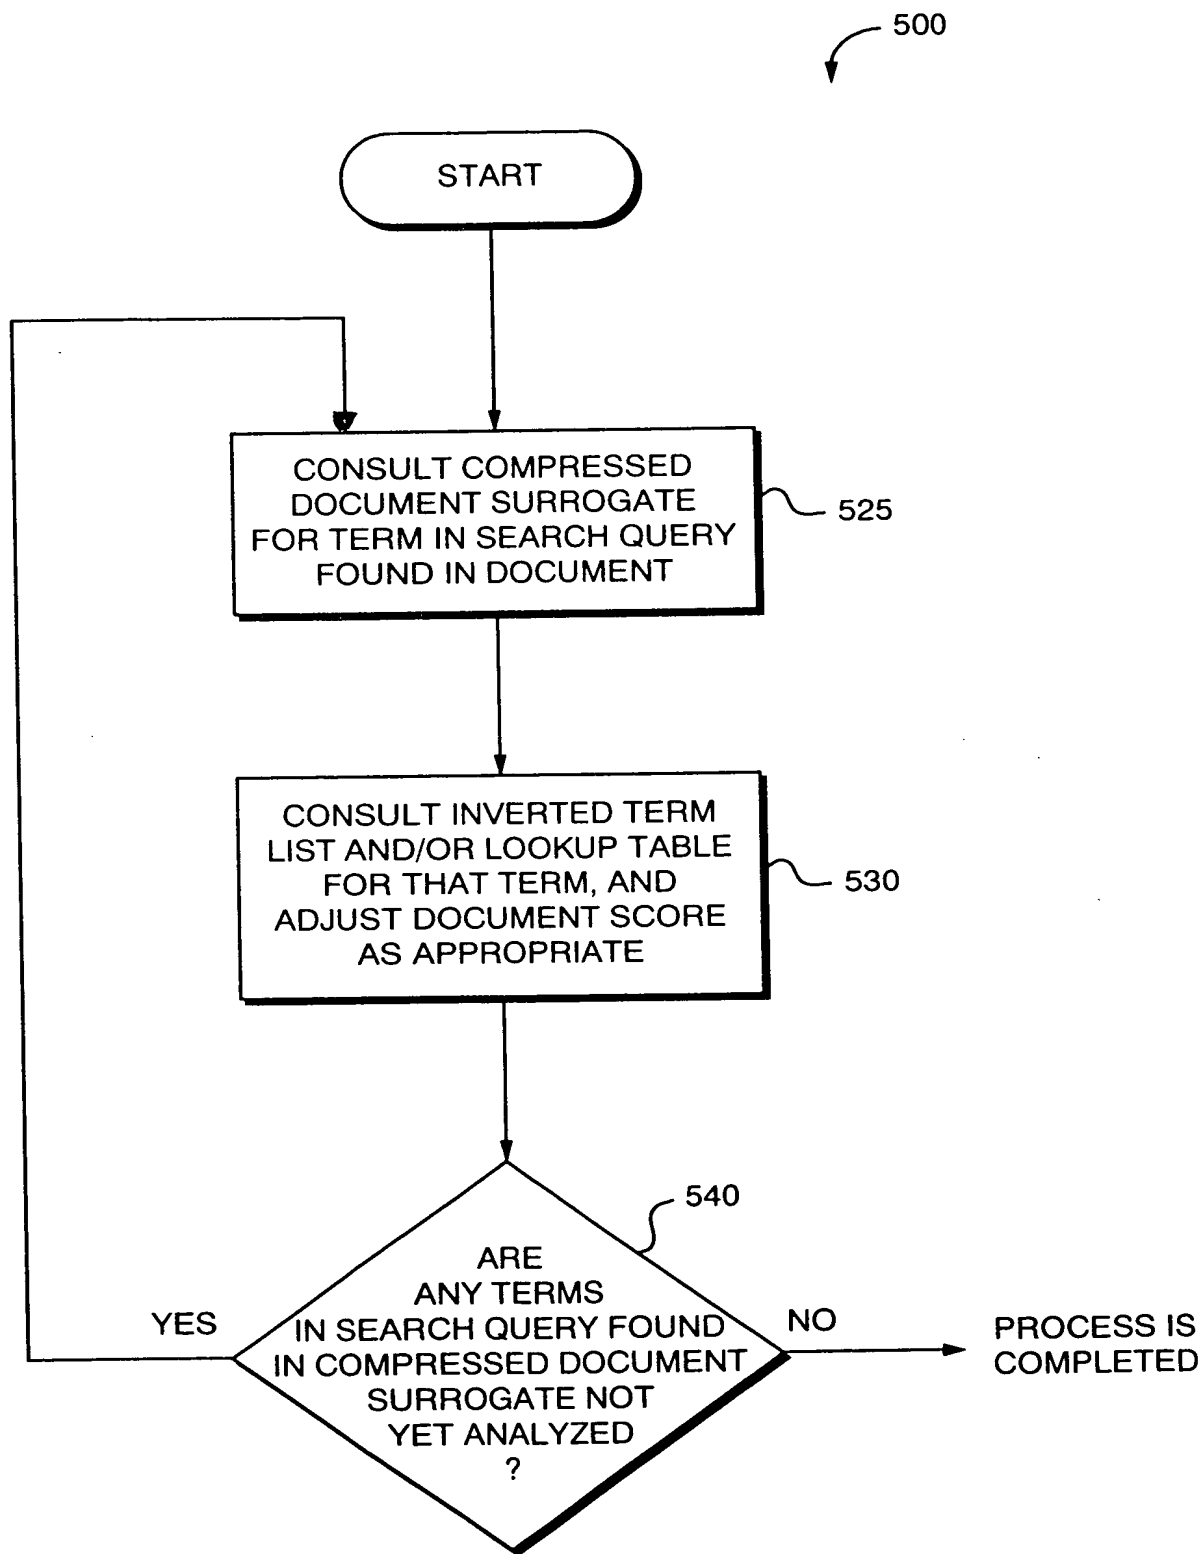 500
START
CONSULT COMPRESSED
DOCUMENT SURROGATE
FOR TERM IN SEARCH QUERY
FOUND IN DOCUMENT
525
CONSULT INVERTED TERM
LIST AND/OR LOOKUP TABLE
FOR THAT TERM, AND
ADJUST DOCUMENT SCORE
AS APPROPRIATE
530
540
ARE
ANY TERMS
IN SEARCH QUERY FOUND
IN COMPRESSED DOCUMENT
SURROGATE NOT
YET ANALYZED
?
YES
NO
PROCESS IS
COMPLETED